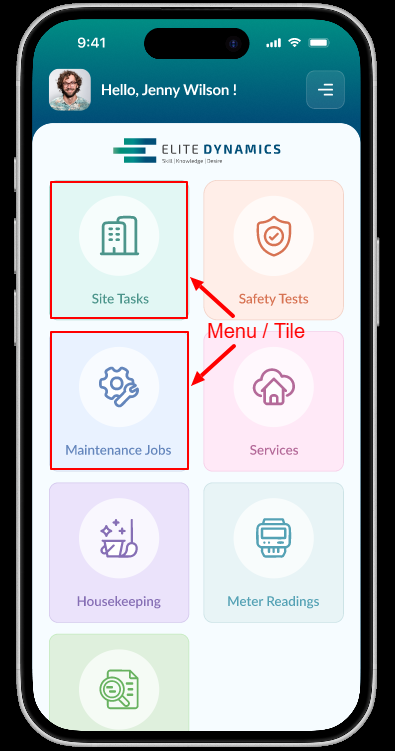 9:41
Hello, Jenny Wilson !
ELITE DYNAMICS
Skill | Knowledge | Desire
Site Tasks
Safety Tests
Menu / Tile
Maintenance Jobs
Services
Housekeeping
Meter Readings